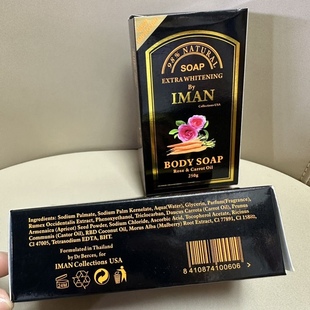 98% NATURAL
SOAP
EXTRA WHITENING
By
IMAN
Collections USA
BODY SOAP
Rose & Carrot Oil
250g
Ingredients: Sodium Palmate, Sodium Palm Kernelate, Aqua(Water), Glycerin, Parfum(Fragrance),
Rumex Occidentalis Extract, Phenoxyethanol, Triclocarban, Daucus Carota (Carrot) Oil, Prunus
Armeniaca (Apricot) Seed Powder, Sodium Chloride, Ascorbic Acid, Tocopherol Acetate, Ricinus
Communis (Castor Oil), RBD Coconut Oil, Morus Alba (Mulberry) Root Extract, CI 77891, CI 15865,
CI 47005, Tetrasodium EDTA, BHT.
Formulated in Thailand
by Dr Berces, for
IMAN Collections USA
8 410874 100606 >